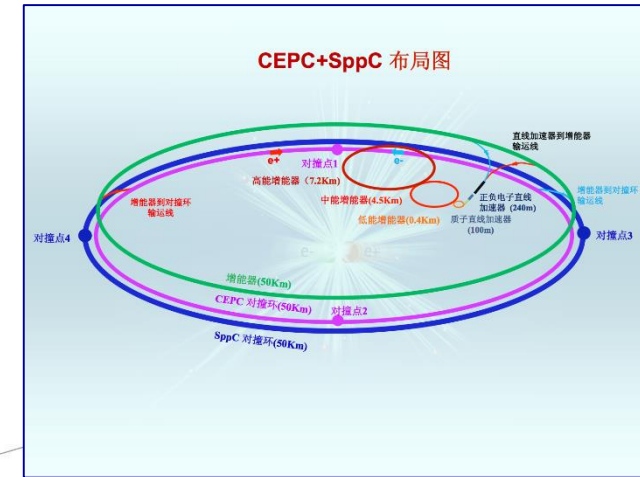 CEPC+SppC 布局图
直线加速器到增能器
输运线
e+
对撞点1
e-
高能增能器（7.2Km)
增能器到对撞环
输运线
中能增能器(4.5Km)
正负电子直线
加速器 (240m)
增能器到对撞环
输运线
低能增能器(0.4Km)
质子直线加速器
(100m)
对撞点4
对撞点3
e-
e+
增能器(50Km)
CEPC 对撞环(50Km)
对撞点2
SppC 对撞环(50Km)